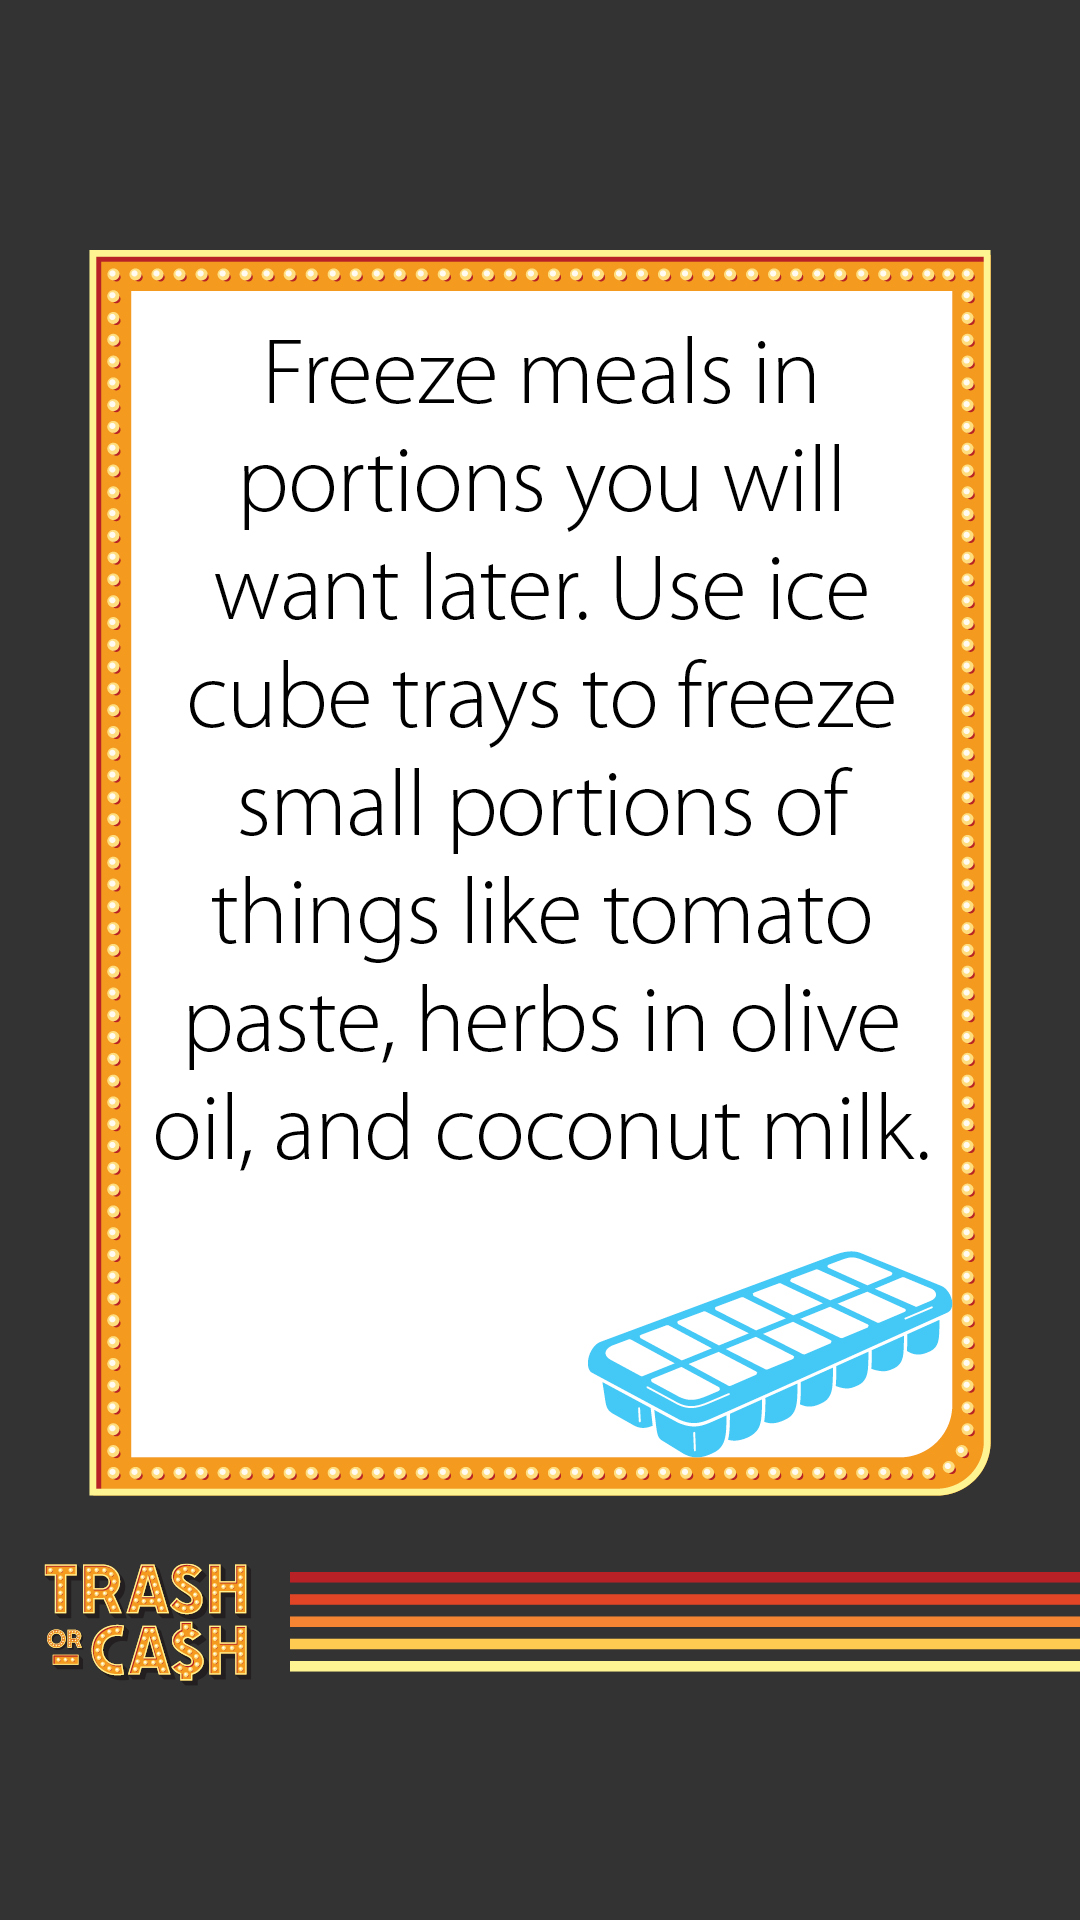 Freeze meals in
portions you will
want later. Use ice
cube trays to freeze
small portions of
things like tomato
paste, herbs in olive
oil, and coconut milk.
TRASH
OR CA$H